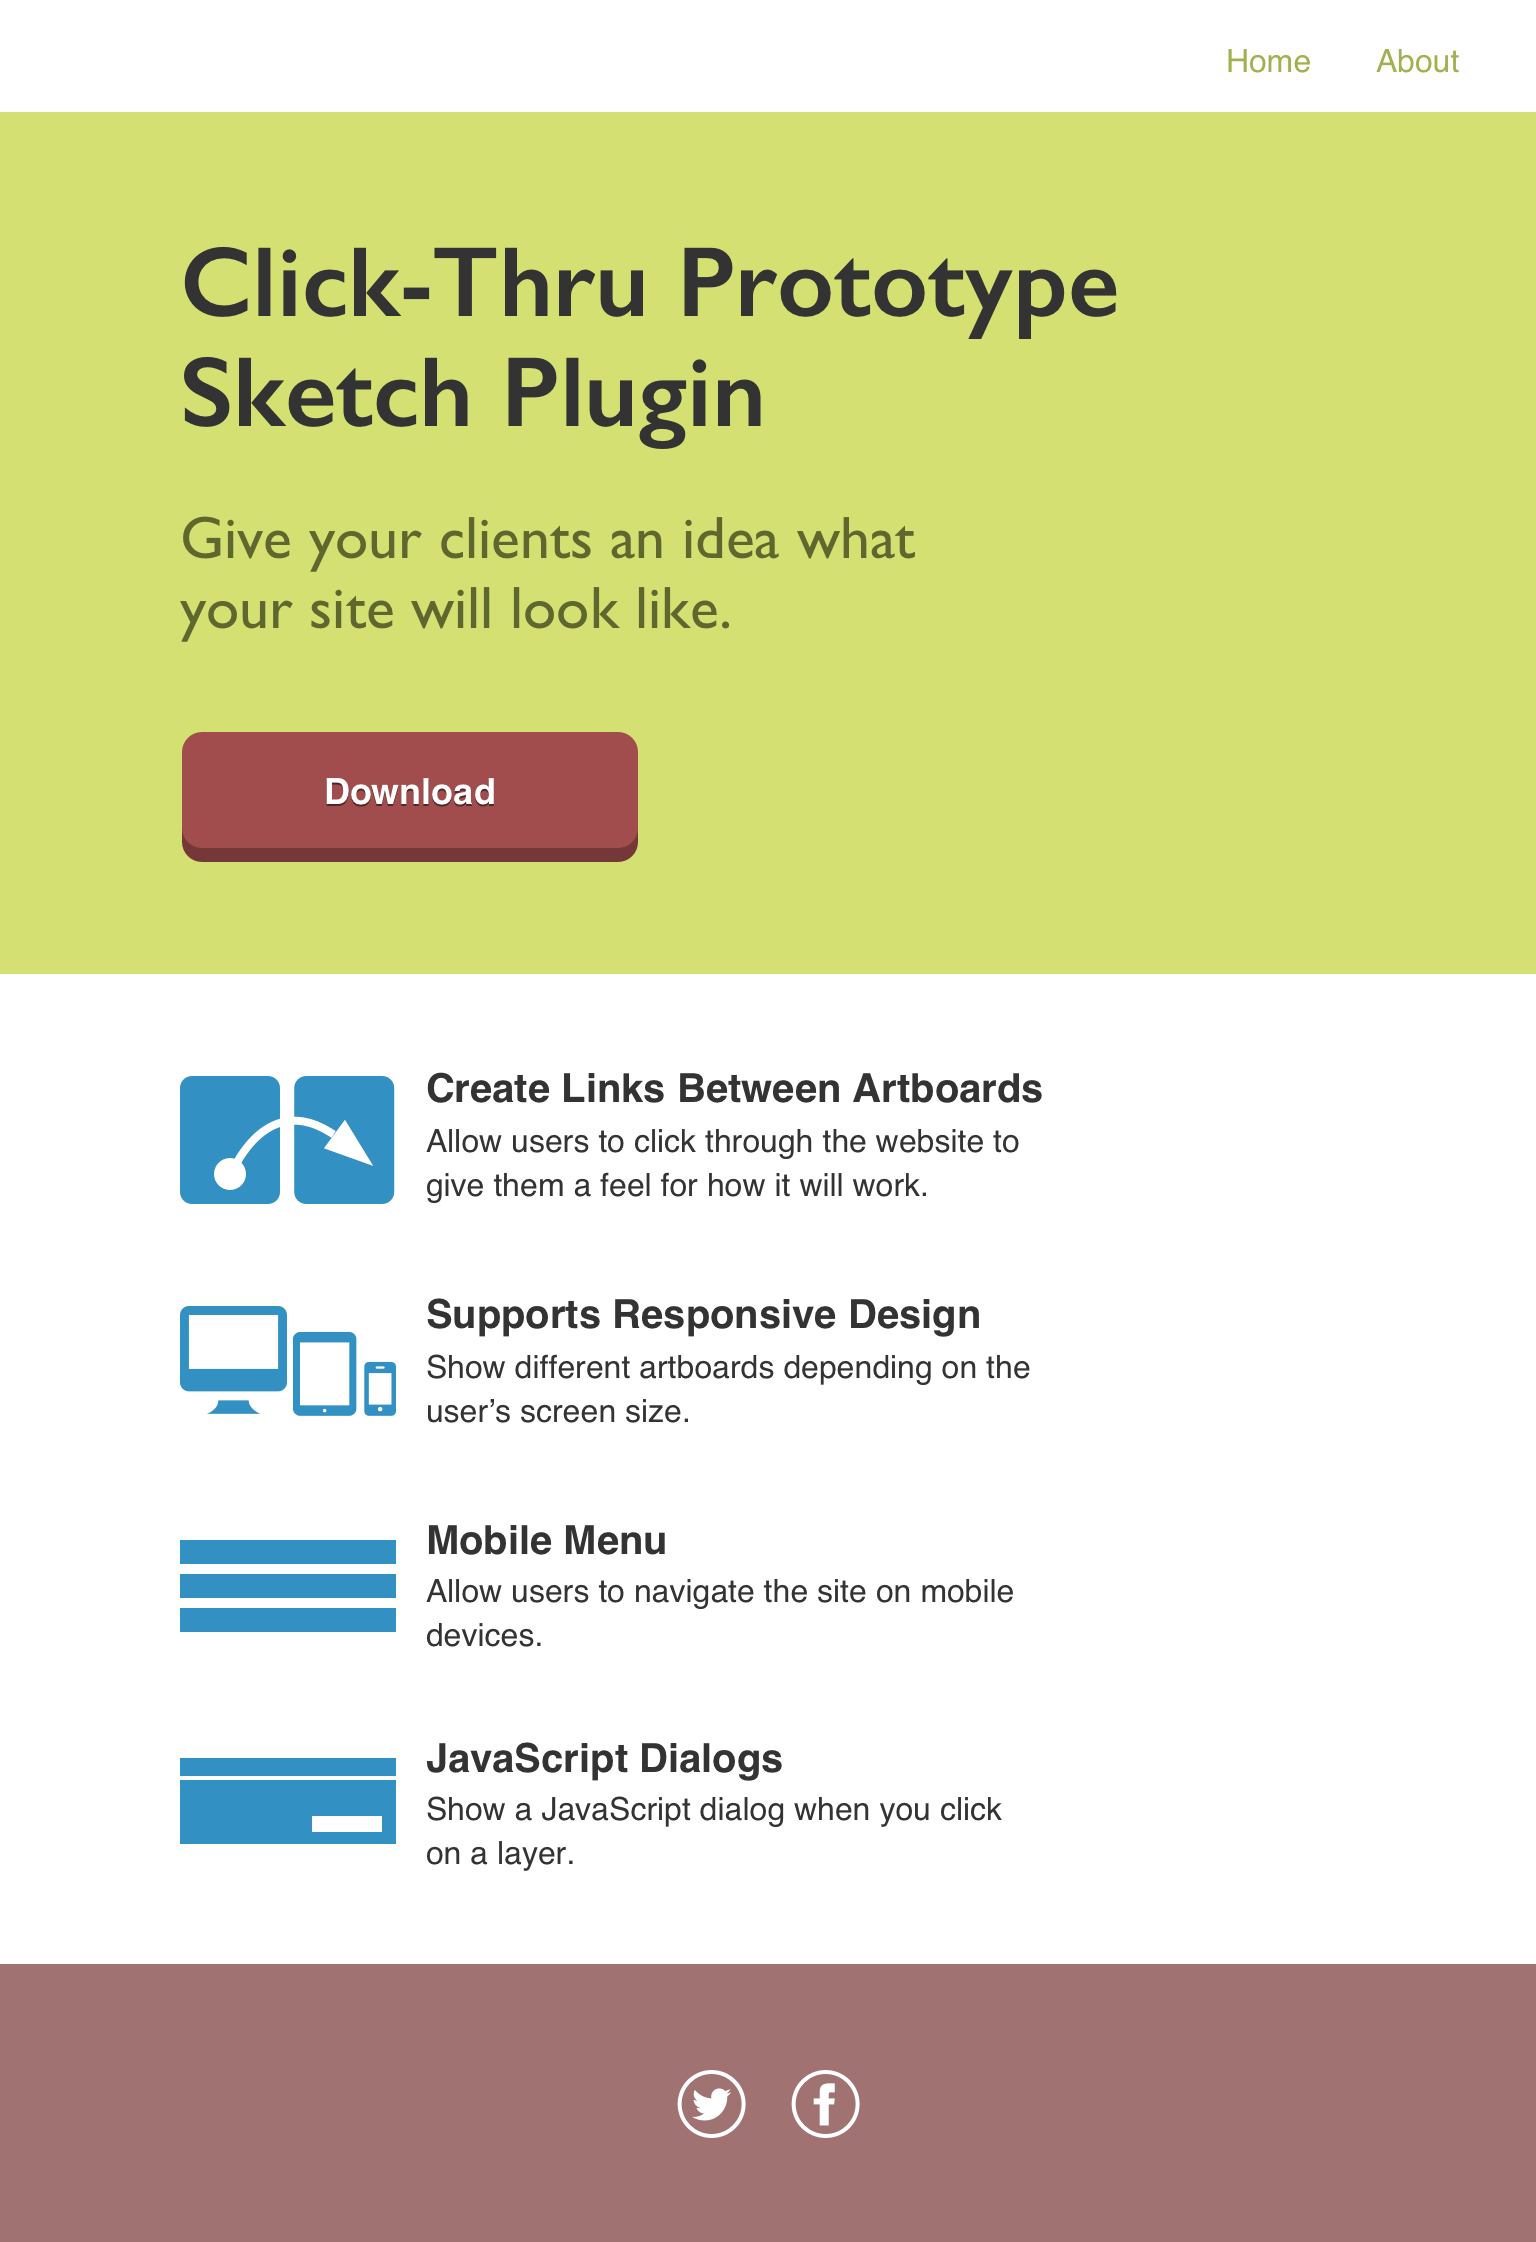 Home About
Click-Thru Prototype
Sketch Plugin
Give your clients an idea what
your site will look like.
Download
Create Links Between Artboards
Allow users to click through the website to
give them a feel for how it will work.
Supports Responsive Design
Show different artboards depending on the
user’s screen size.
Mobile Menu
Allow users to navigate the site on mobile
devices.
JavaScript Dialogs
Show a JavaScript dialog when you click
on a layer.